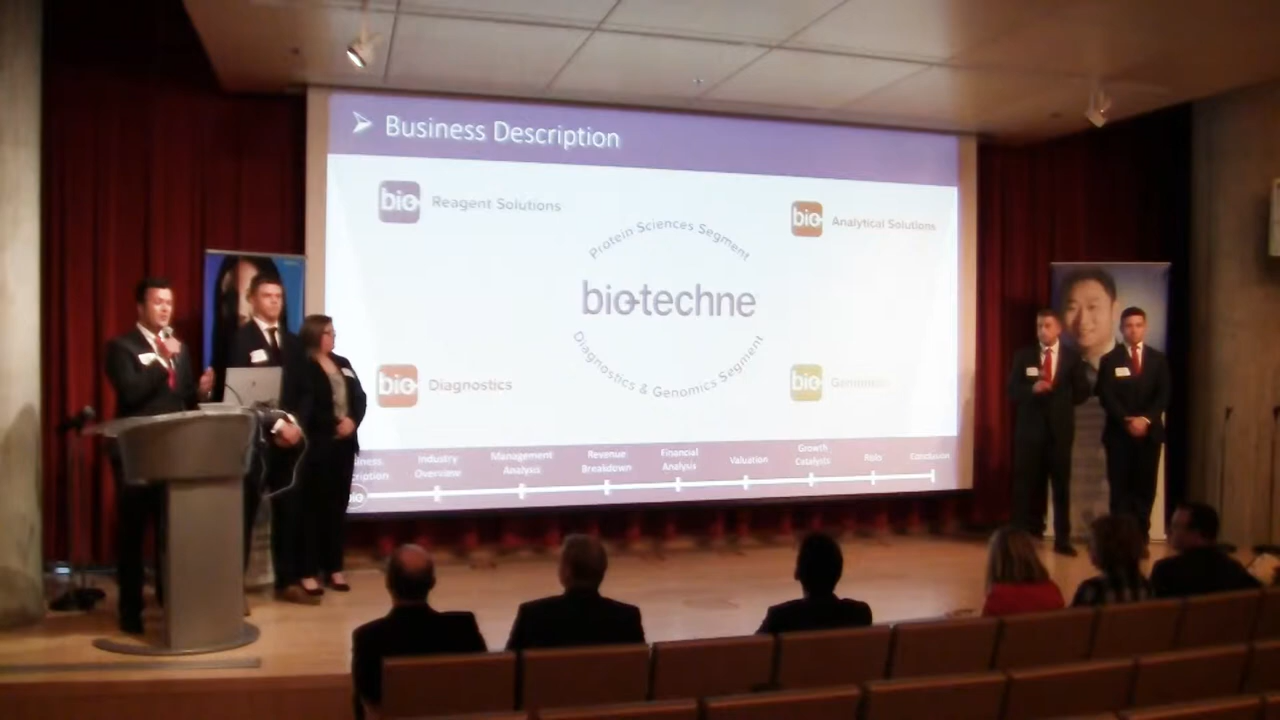 Business Description
bio Reagent Solutions
bio Analytical Solutions
Protein Sciences Segment
bio-techne
Diagnostics & Genomics Segment
bio Diagnostics
bio
Industry
Overview
Management
Analysis
Revenue
Breakdown
Financial
Analysis
Valuation
Growth
Catalysts
Risks
Conclusion
bio